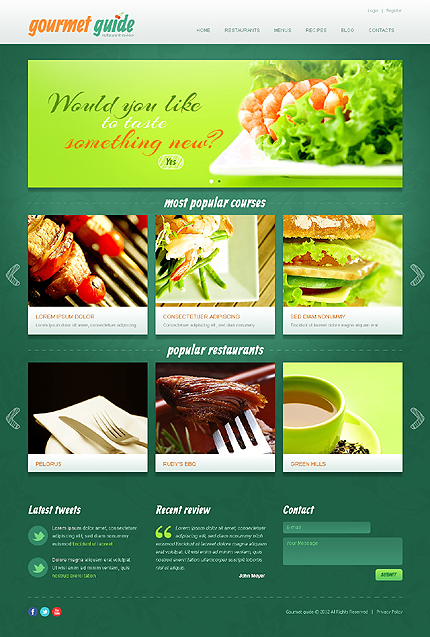 Login | Register
gourmet guide
restaurant review
HOME RESTAURANTS MENUS RECIPES BLOG CONTACTS
Would you like
to taste
something new?
Yes
most popular courses
LOREM IPSUM DOLOR
Lorem ipsum dolor sit amet, consectetuer adipiscing
CONSECTETUER ADIPISCING
Consectetuer adipiscing elit, sed diam nonummy
SED DIAM NONUMMY
Tincidunt ut laoreet dolore magna aliquam erat
popular restaurants
PELORUS
RUDY'S BBQ
GREEN HILLS
Latest tweets
Lorem ipsum dolor amet, consectetuer
adipiscing elit, sed diam nonummy
euismod tincidunt ut laoreet
Dolore magna aliquam erat volutpat
Ut wisi enim ad minim veniam, quis
nostrud exerci tation
Recent review
Lorem ipsum dolor sit amet,
consectetuer adipiscing elit, sed diam nonummy
euismod tincidunt ut laoreet dolore magna aliquam
erat volutpat. Ut wisi enim ad minim veniam, quis
nostrud exerci tation ullamcorper suscipit lobortis
nisl ut aliquip.
John Mayer
Contact
E-mail
Your Message
SUBMIT
Gourmet guide © 2012 All Rights Reserved | Privacy Policy